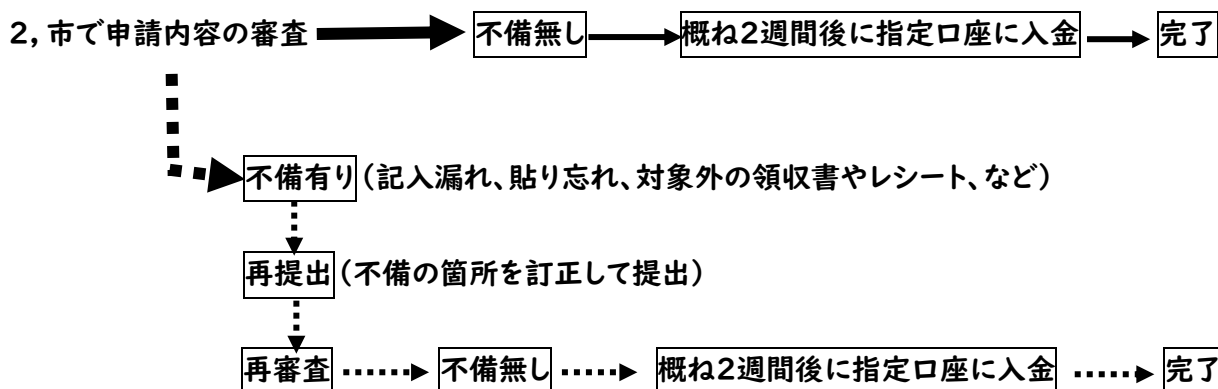 2,市で申請内容の審査 不備無し 概ね2週間後に指定口座に入金 完了
不備有り(記入漏れ、貼り忘れ、対象外の領収書やレシート、など)
再提出(不備の箇所を訂正して提出)
再審査 不備無し 概ね2週間後に指定口座に入金 完了